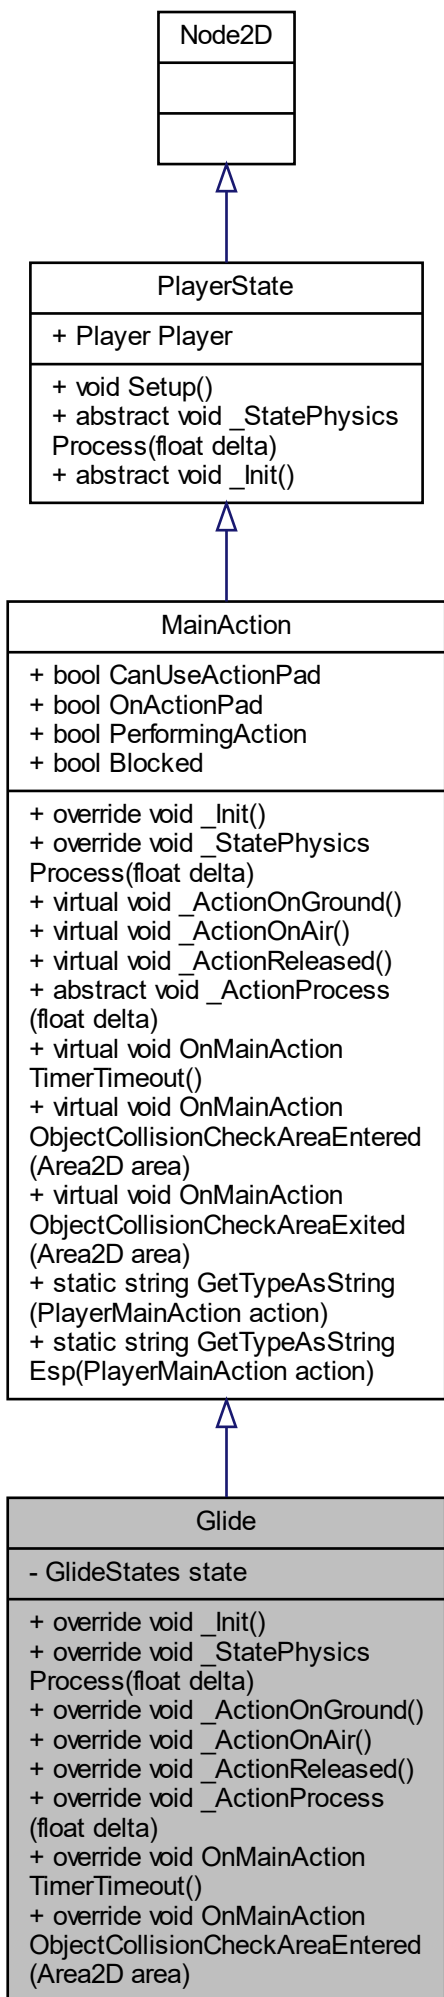 Node2D
PlayerState
+ Player Player
+ void Setup()
+ abstract void _StatePhysics
Process(float delta)
+ abstract void _Init()
MainAction
+ bool CanUseActionPad
+ bool OnActionPad
+ bool PerformingAction
+ bool Blocked
+ override void _Init()
+ override void _StatePhysics
Process(float delta)
+ virtual void _ActionOnGround()
+ virtual void _ActionOnAir()
+ virtual void _ActionReleased()
+ abstract void _ActionProcess
(float delta)
+ virtual void OnMainAction
TimerTimeout()
+ virtual void OnMainAction
ObjectCollisionCheckAreaEntered
(Area2D area)
+ virtual void OnMainAction
ObjectCollisionCheckAreaExited
(Area2D area)
+ static string GetTypeAsString
(PlayerMainAction action)
+ static string GetTypeAsString
Esp(PlayerMainAction action)
Glide
- GlideStates state
+ override void _Init()
+ override void _StatePhysics
Process(float delta)
+ override void _ActionOnGround()
+ override void _ActionOnAir()
+ override void _ActionReleased()
+ override void _ActionProcess
(float delta)
+ override void OnMainAction
TimerTimeout()
+ override void OnMainAction
ObjectCollisionCheckAreaEntered
(Area2D area)